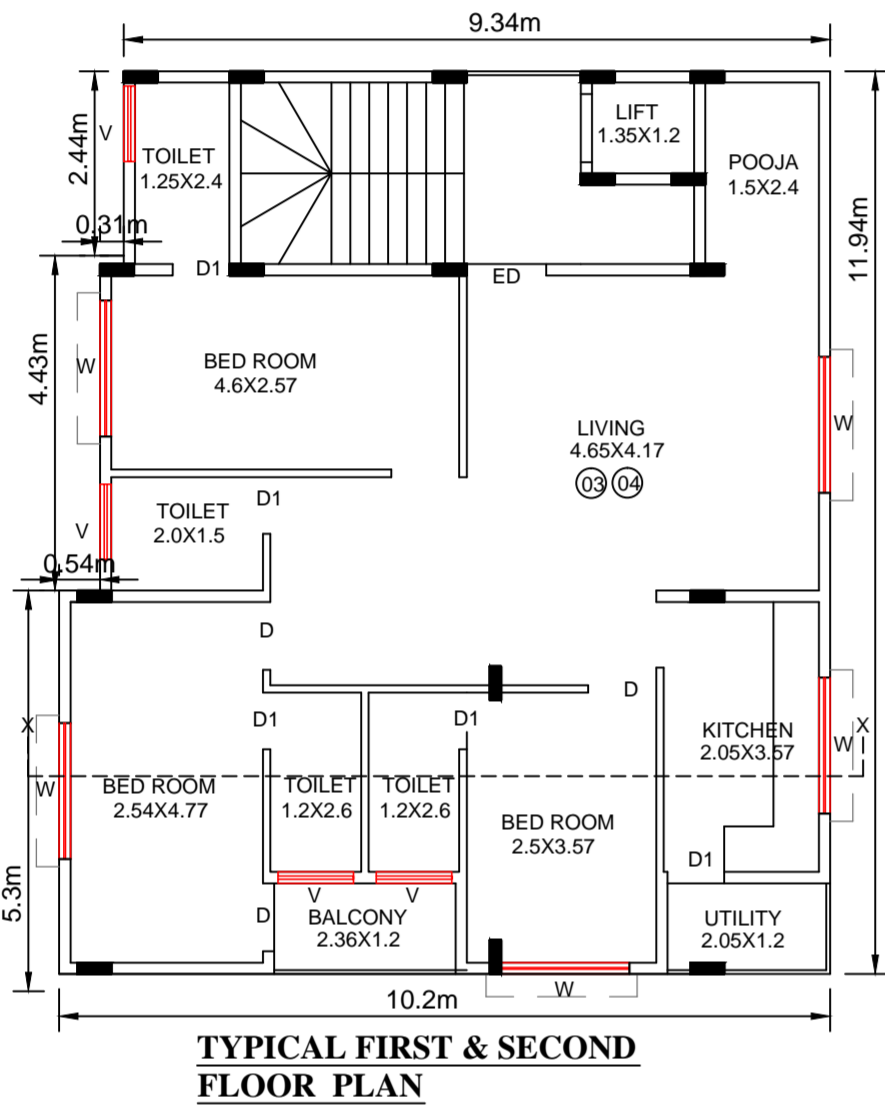 9.34m
LIFT
1.35X1.2
V
TOILET
1.25X2.4
POOJA
1.5X2.4
2.44m
0.31m
11.94m
D1
ED
BED ROOM
4.6X2.57
W
4.43m
LIVING
4.65X4.17
03 04
W
D1
TOILET
2.0X1.5
V
0.54m
D
D
D1
D1
X
KITCHEN
2.05X3.57
X
W
BED ROOM
2.54X4.77
W
TOILET
1.2X2.6
TOILET
1.2X2.6
BED ROOM
2.5X3.57
D1
5.3m
V
V
D
BALCONY
2.36X1.2
UTILITY
2.05X1.2
W
10.2m
TYPICAL FIRST & SECOND
FLOOR PLAN